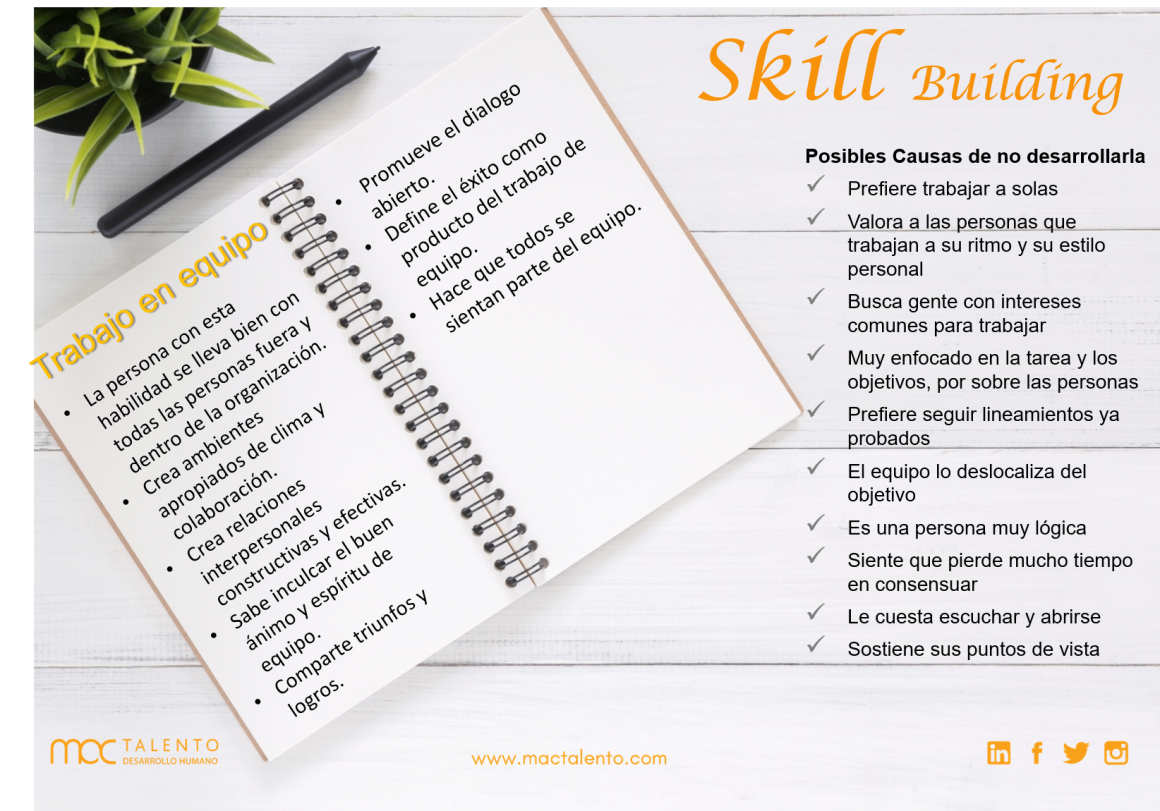 Skill Building
Trabajo en equipo
• La persona con esta
habilidad se lleva bien con
todas las personas fuera y
dentro de la organización.
• Crea ambientes
apropiados de clima y
colaboración.
• Crea relaciones
interpersonales
constructivas y efectivas.
• Sabe inculcar el buen
ánimo y espíritu de
equipo.
• Comparte triunfos y
logros.
• Promueve el dialogo
abierto.
• Define el éxito como
producto del trabajo de
equipo.
• Hace que todos se
sientan parte del equipo.
Posibles Causas de no desarrollarla
✓ Prefiere trabajar a solas
✓ Valora a las personas que
trabajan a su ritmo y su estilo
personal
✓ Busca gente con intereses
comunes para trabajar
✓ Muy enfocado en la tarea y los
objetivos, por sobre las personas
✓ Prefiere seguir lineamientos ya
probados
✓ El equipo lo deslocaliza del
objetivo
✓ Es una persona muy lógica
✓ Siente que pierde mucho tiempo
en consensuar
✓ Le cuesta escuchar y abrirse
✓ Sostiene sus puntos de vista
moc TALENTO
DESARROLLO HUMANO
www.mactalento.com